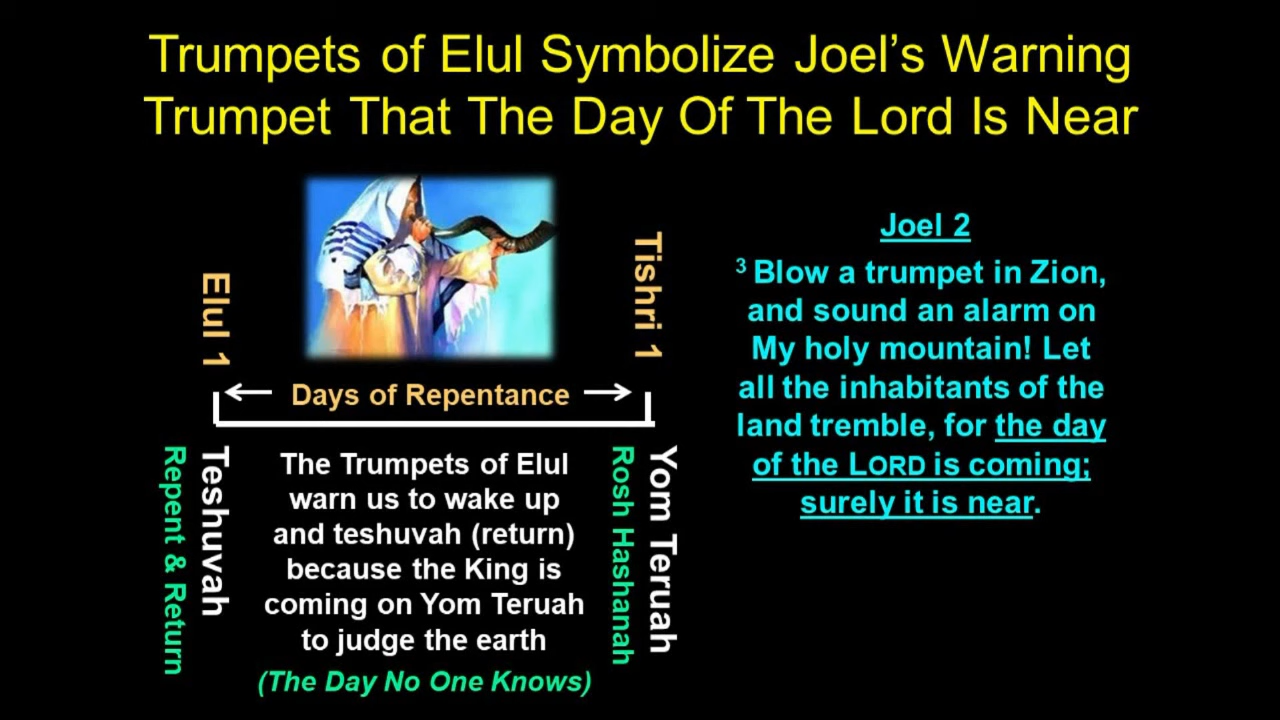 Trumpets of Elul Symbolize Joel's Warning
Trumpet That The Day Of The Lord Is Near
Elul 1
Tishri 1
Days of Repentance
Teshuvah
Repent & Return
The Trumpets of Elul
warn us to wake up
and teshuvah (return)
because the King is
coming on Yom Teruah
to judge the earth
(The Day No One Knows)
Yom Teruah
Rosh Hashanah
Joel 2
3 Blow a trumpet in Zion,
and sound an alarm on
My holy mountain! Let
all the inhabitants of the
land tremble, for the day
of the LORD is coming;
surely it is near.